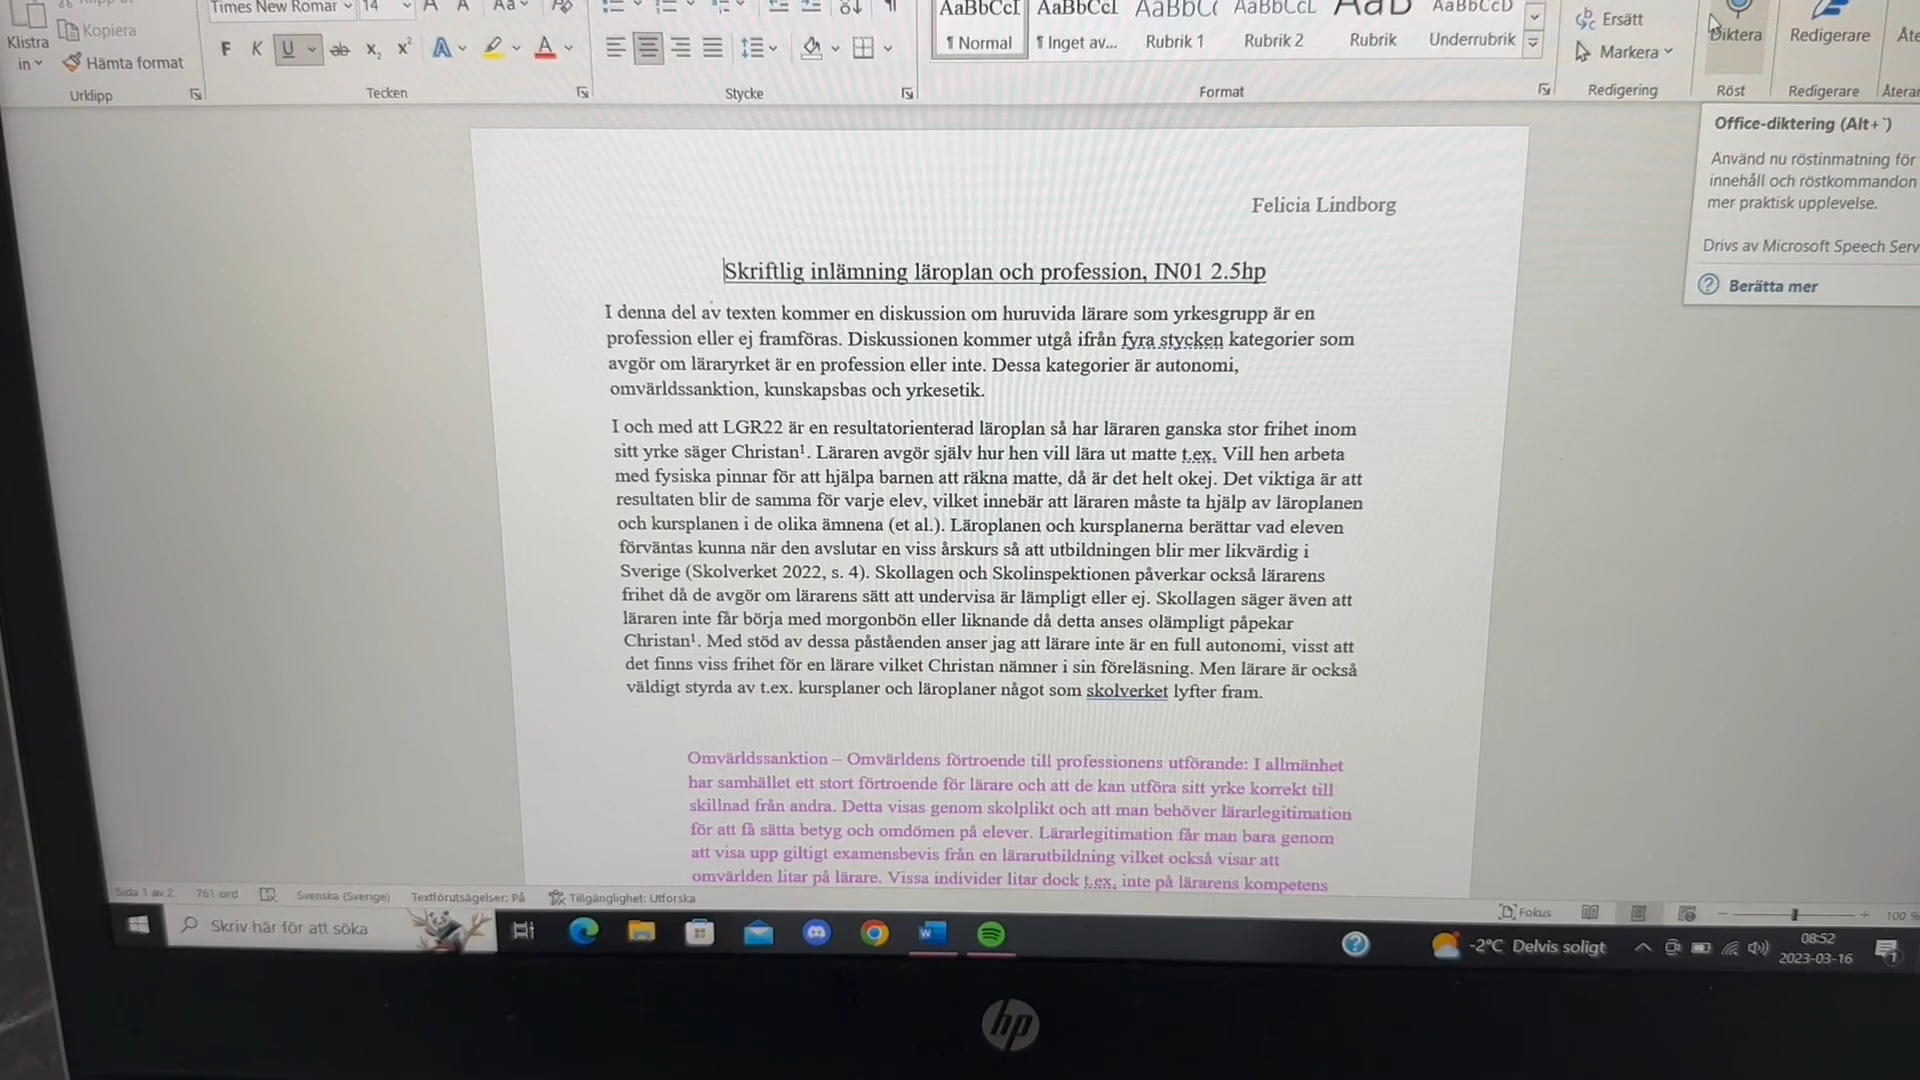 Klistra
in
Kopiera
Hämta format
Urklipp
Times New Romar
14
F K U ab x₂ x² A A
Aa
Tecken
Stycke
AaBbCcI
¶ Normal
AaBbCcI
¶ Inget av...
AaBbC(
Rubrik 1
AaBbCcL
Rubrik 2
AaB
Rubrik
AaBbCcD
Underrubrik
Format
Ersätt
Markera
Redigering
Diktera
Röst
Redigerare
Redigerare
Office-diktering (Alt+`)
Använd nu röstinmatning för
innehåll och röstkommandon
mer praktisk upplevelse.
Drivs av Microsoft Speech Serv
Berätta mer
Felicia Lindborg
Skriftlig inlämning läroplan och profession, IN01 2.5hp
I denna del av texten kommer en diskussion om huruvida lärare som yrkesgrupp är en
profession eller ej framföras. Diskussionen kommer utgå ifrån fyra stycken kategorier som
avgör om läraryrket är en profession eller inte. Dessa kategorier är autonomi,
omvärldssanktion, kunskapsbas och yrkesetik.
I och med att LGR22 är en resultatorienterad läroplan så har läraren ganska stor frihet inom
sitt yrke säger Christan¹. Läraren avgör själv hur hen vill lära ut matte t.ex. Vill hen arbeta
med fysiska pinnar för att hjälpa barnen att räkna matte, då är det helt okej. Det viktiga är att
resultaten blir de samma för varje elev, vilket innebär att läraren måste ta hjälp av läroplanen
och kursplanen i de olika ämnena (et al.). Läroplanen och kursplanerna berättar vad eleven
förväntas kunna när den avslutar en viss årskurs så att utbildningen blir mer likvärdig i
Sverige (Skolverket 2022, s. 4). Skollagen och Skolinspektionen påverkar också lärarens
frihet då de avgör om lärarens sätt att undervisa är lämpligt eller ej. Skollagen säger även att
läraren inte får börja med morgonbön eller liknande då detta anses olämpligt påpekar
Christan¹. Med stöd av dessa påståenden anser jag att lärare inte är en full autonomi, visst att
det finns viss frihet för en lärare vilket Christan nämner i sin föreläsning. Men lärare är också
väldigt styrda av t.ex. kursplaner och läroplaner något som skolverket lyfter fram.
Omvärldssanktion – Omvärldens förtroende till professionens utförande: I allmänhet
har samhället ett stort förtroende för lärare och att de kan utföra sitt yrke korrekt till
skillnad från andra. Detta visas genom skolplikt och att man behöver lärarlegitimation
för att få sätta betyg och omdömen på elever. Lärarlegitimation får man bara genom
att visa upp giltigt examensbevis från en lärarutbildning vilket också visar att
omvärlden litar på lärare. Vissa individer litar dock t.ex. inte på lärarens kompetens
Sida 1 av 2
761 ord
Svenska (Sverige)
Textförutsägelser: På
Tillgänglighet: Utforska
Fokus
100 %
Skriv här för att söka
-2°C Delvis soligt
08:52
2023-03-16
1
hp